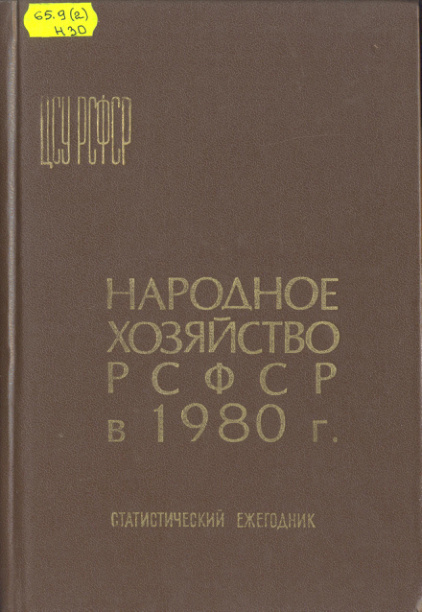 65.9(2)
Н30
ЦСУ РСФСР
НАРОДНОЕ
ХОЗЯЙСТВО
РСФСР
в 1980 г.
СТАТИСТИЧЕСКИЙ ЕЖЕГОДНИК